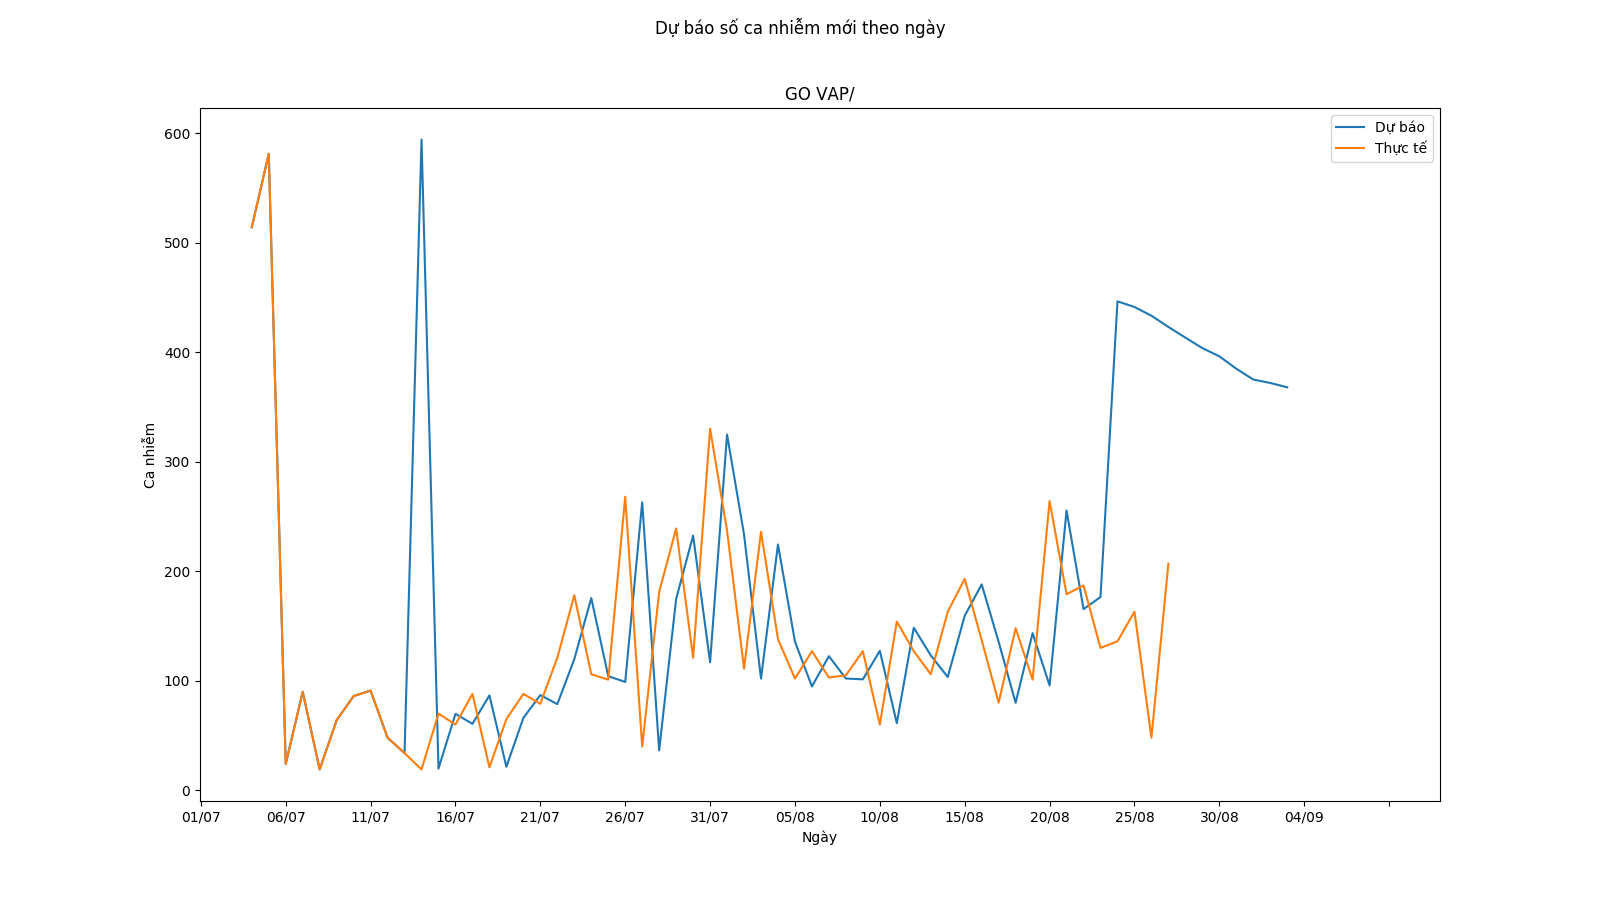 Dự báo số ca nhiễm mới theo ngày
GO VAP/
Dự báo
Thực tế
600
500
400
300
200
100
0
Ca nhiễm
01/07 06/07 11/07 16/07 21/07 26/07 31/07 05/08 10/08 15/08 20/08 25/08 30/08 04/09
Ngày